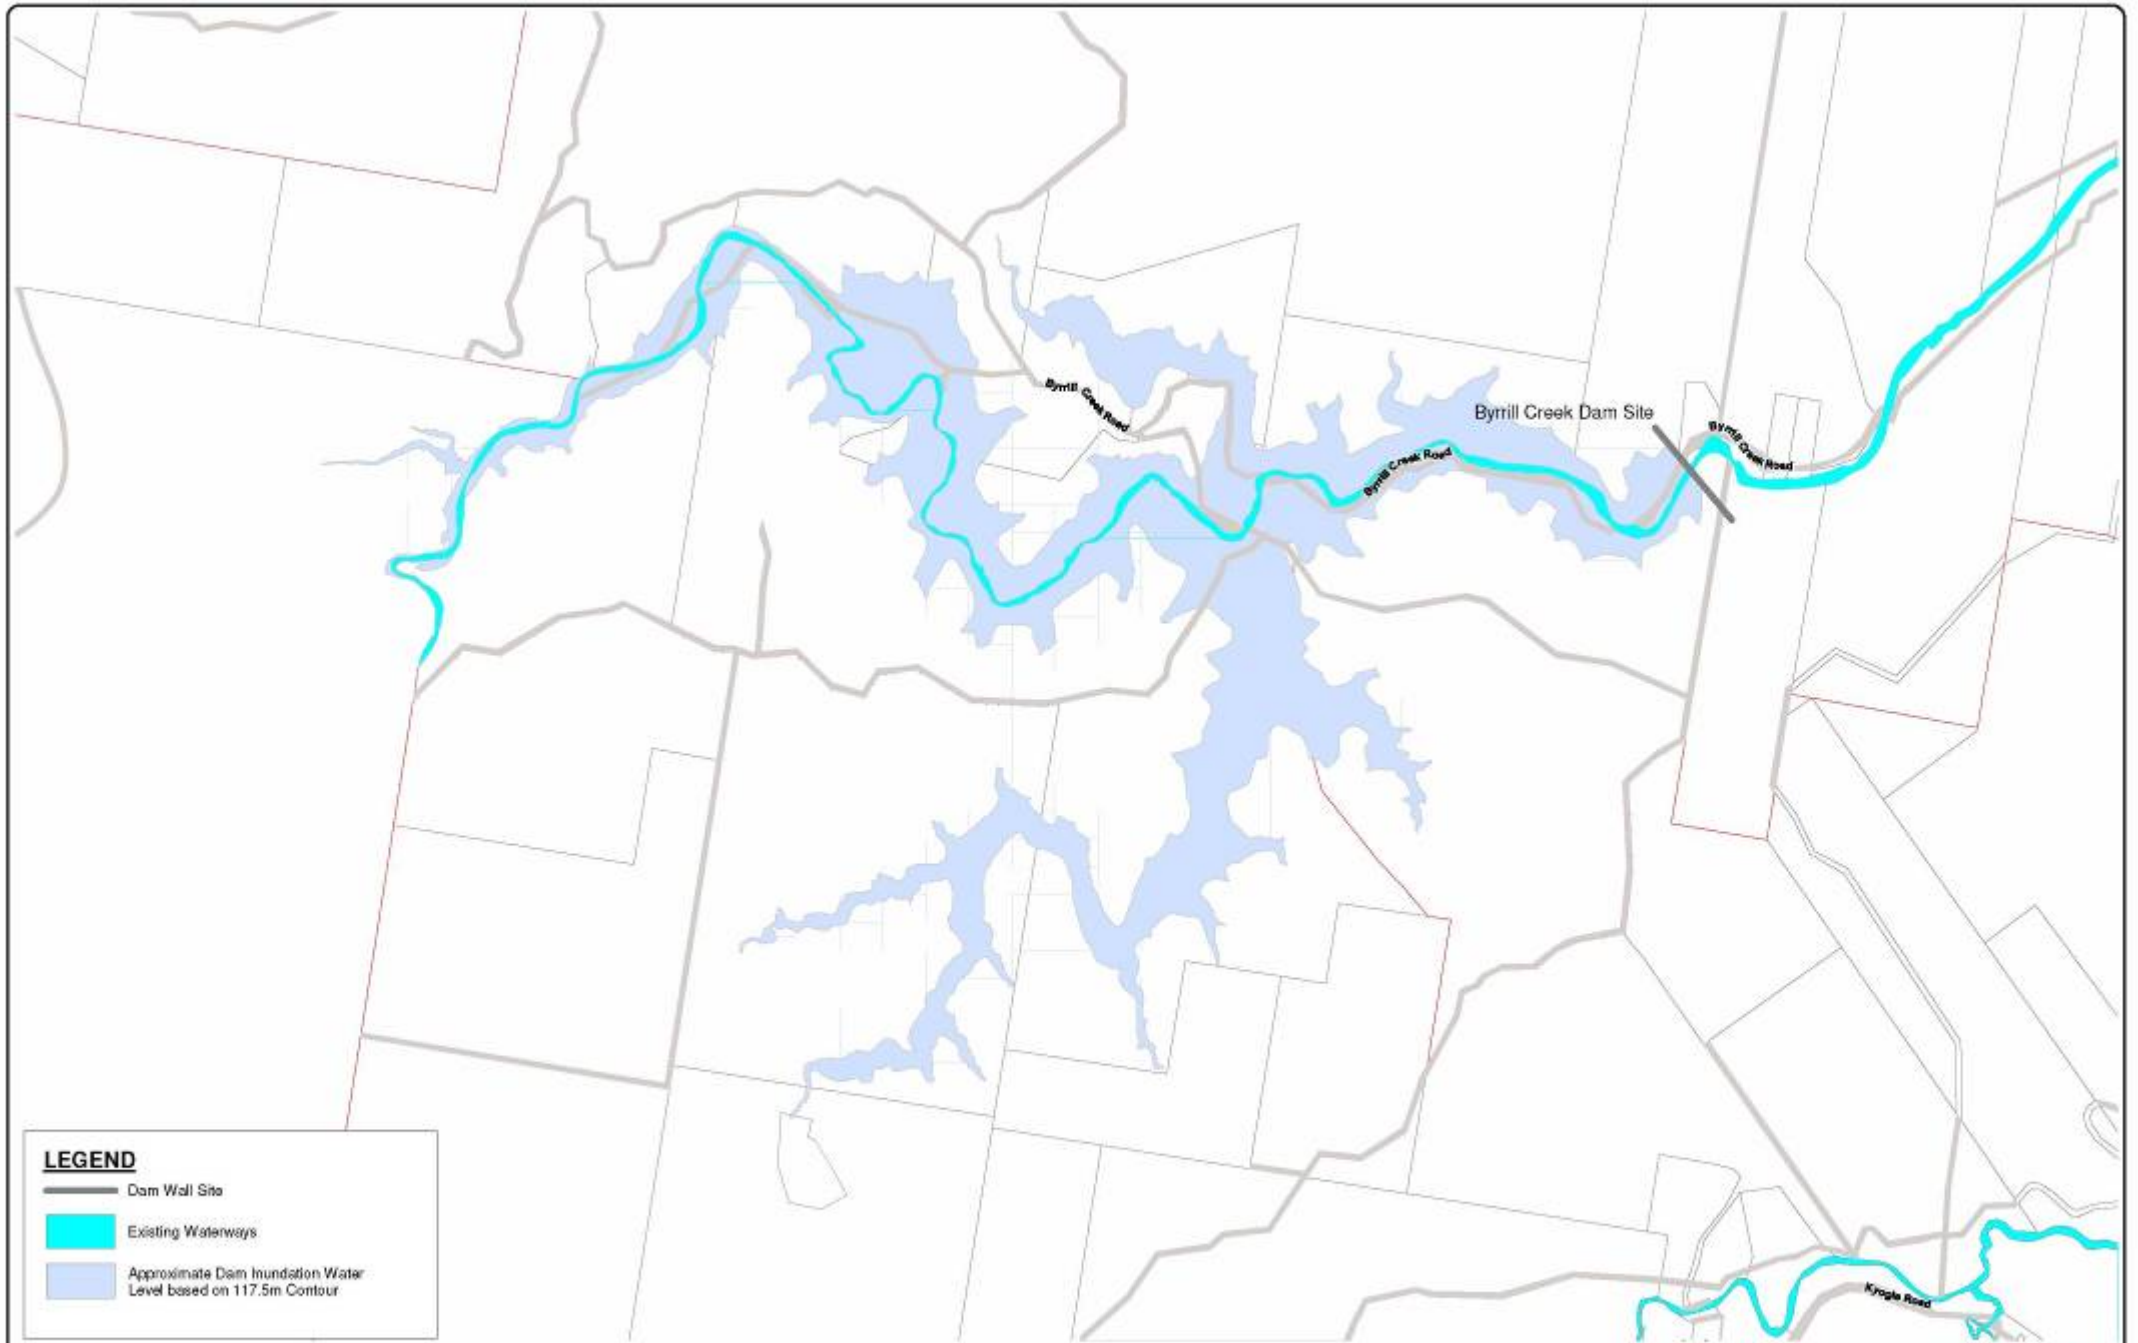 Byrrill Creek Road
Byrrill Creek Dam Site
Byrrill Creek Road
Byrrill Creek Road
LEGEND
Dam Wall Site
Existing Waterways
Approximate Dam Inundation Water
Level based on 117.5m Contour
Kyogle Road